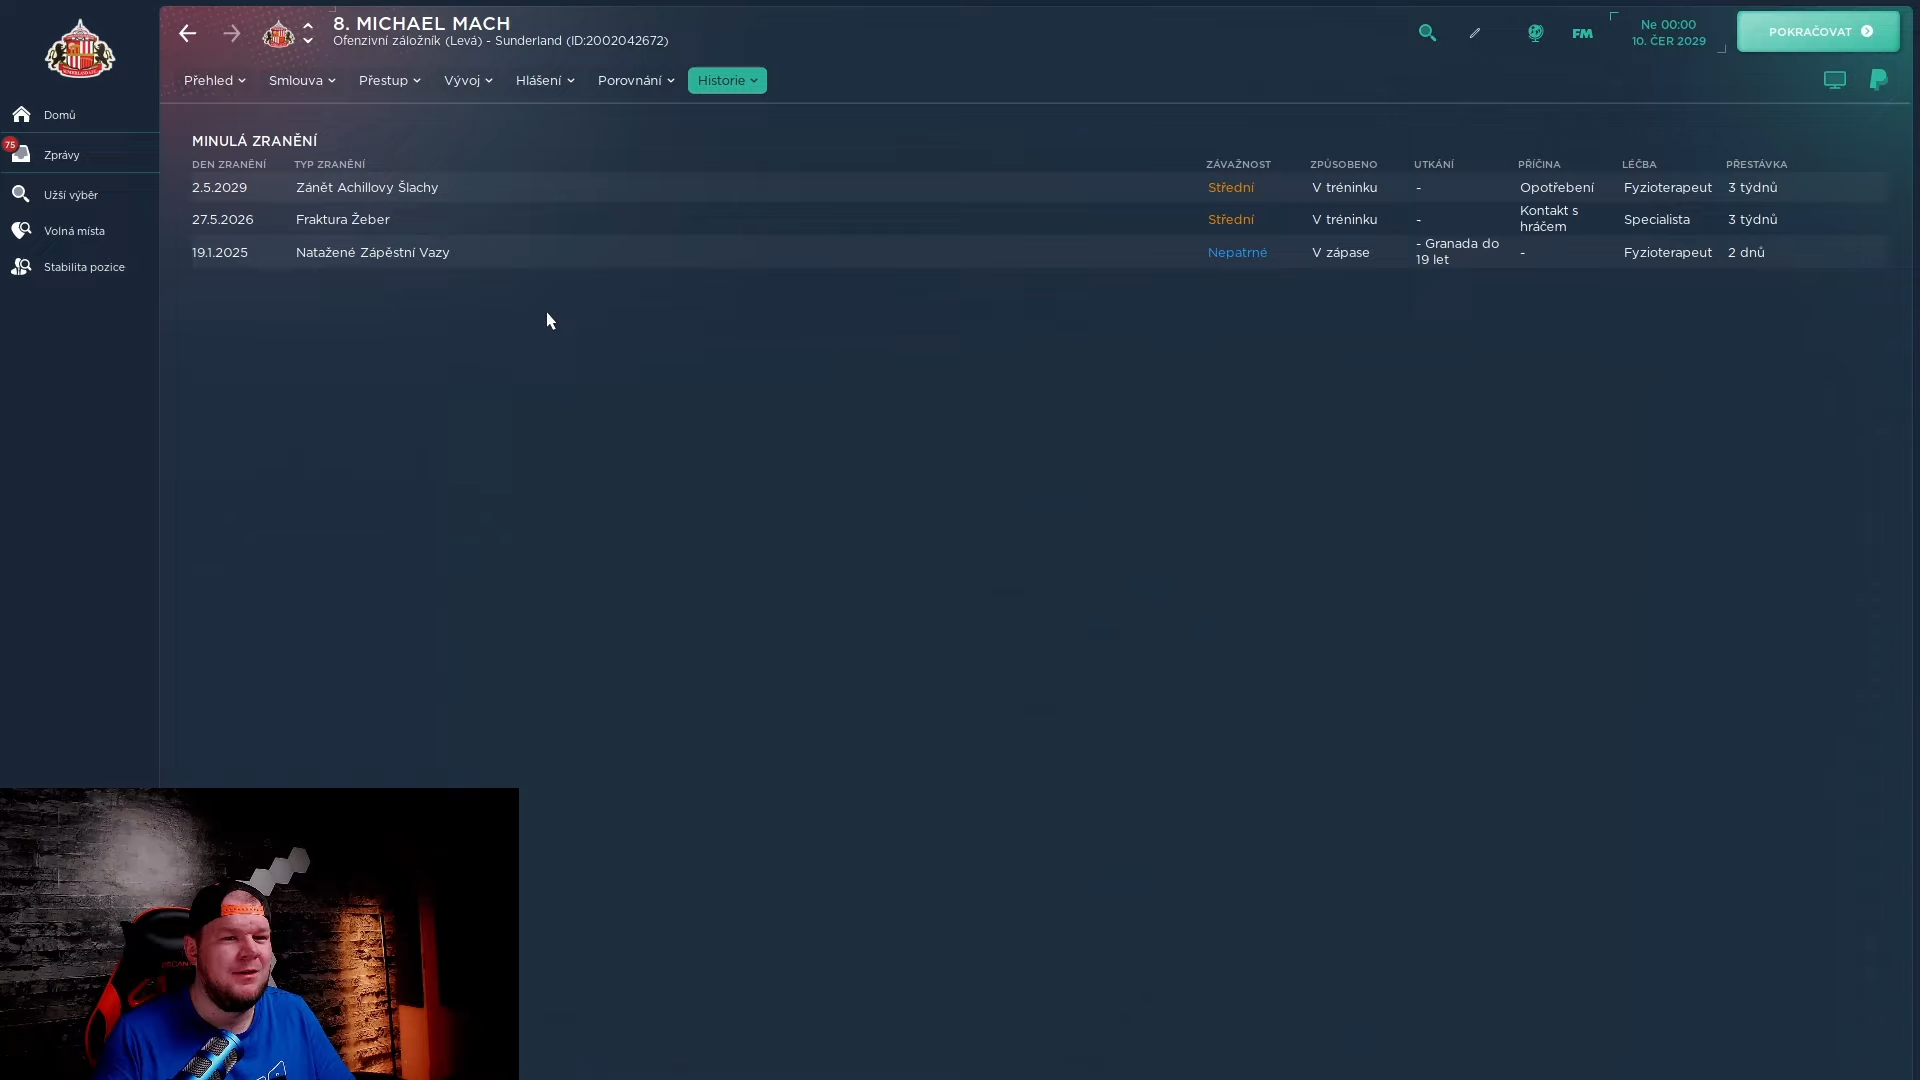 8. MICHAEL MACH
Ofenzivní záložník (Levá) - Sunderland (ID:2002042672)
FM
Ne 00:00
10. ČER 2029
POKRAČOVAT
Přehled
Smlouva
Přestup
Vývoj
Hlášení
Porovnání
Historie
Domů
75
Zprávy
Užší výběr
Volná místa
Stabilita pozice
MINULÁ ZRANĚNÍ
DEN ZRANĚNÍ TYP ZRANĚNÍ ZÁVAŽNOST ZPŮSOBENO UTKÁNÍ PŘÍČINA LÉČBA PŘESTÁVKA
2.5.2029 Zánět Achillovy Šlachy Střední V tréninku - Opotřebení Fyzioterapeut 3 týdnů
27.5.2026 Fraktura Žeber Střední V tréninku - Kontakt s hráčem Specialista 3 týdnů
19.1.2025 Natažené Zápěstní Vazy Nepatrné V zápase - Granada do 19 let - Fyzioterapeut 2 dnů